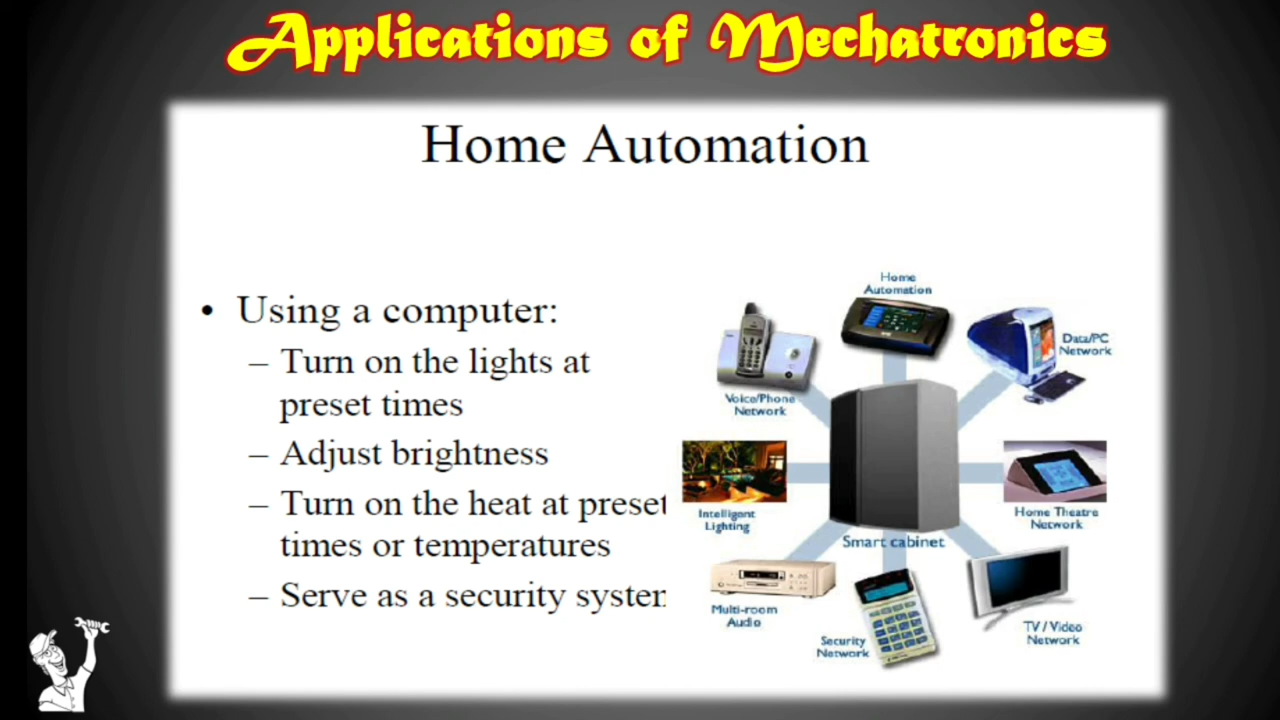 Applications of Mechatronics
Home Automation
• Using a computer:
– Turn on the lights at
preset times
– Adjust brightness
– Turn on the heat at preset
times or temperatures
– Serve as a security system
Home
Automation
Data/PC
Network
Voice/Phone
Network
Intelligent
Lighting
Home Theatre
Network
Smart cabinet
Multi-room
Audio
Security
Network
TV / Video
Network